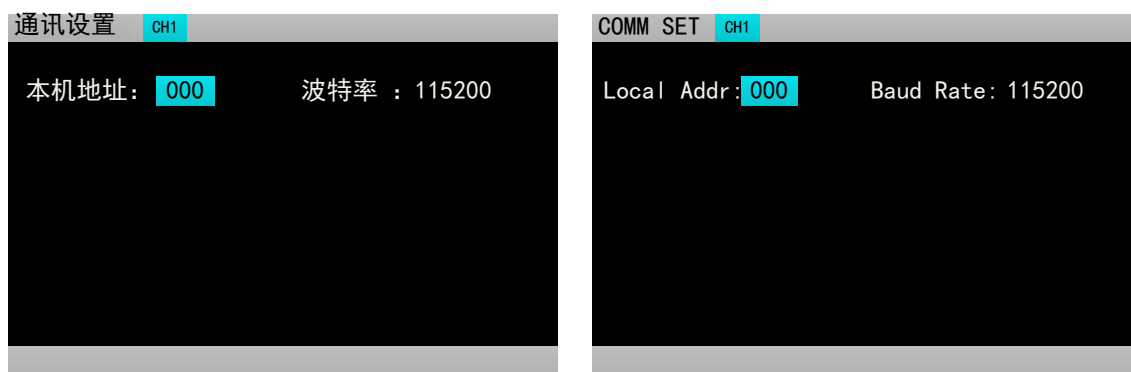 通讯设置 CH1
本机地址： 000 波特率 ：115200
COMM SET CH1
Local Addr: 000 Baud Rate: 115200